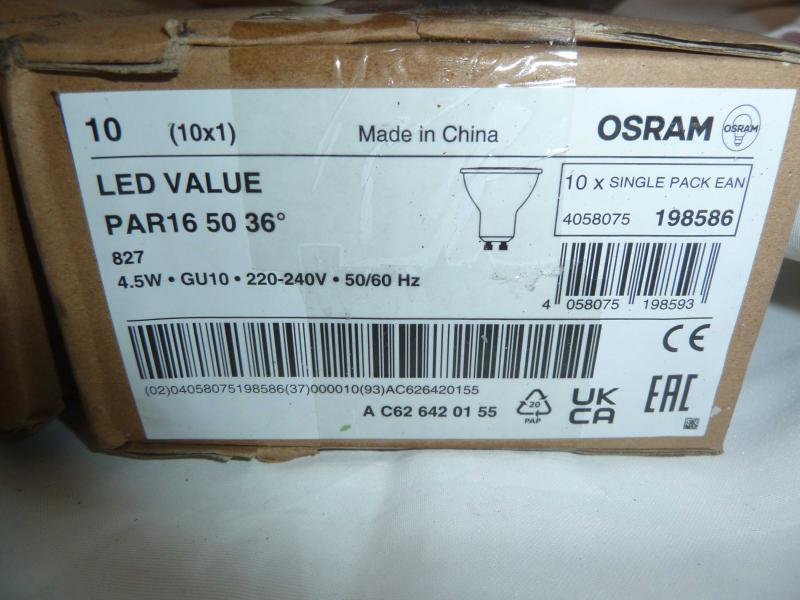 10 (10x1) Made in China OSRAM OSRAM
LED VALUE
PAR16 50 36°
10 x SINGLE PACK EAN
4058075 198586
827
4.5W • GU10 • 220-240V • 50/60 Hz
4 058075 198593
(02)04058075198586(37)000010(93)AC626420155
A C62 642 0 1 55
20
PAP
UK
CA
CE
EAC